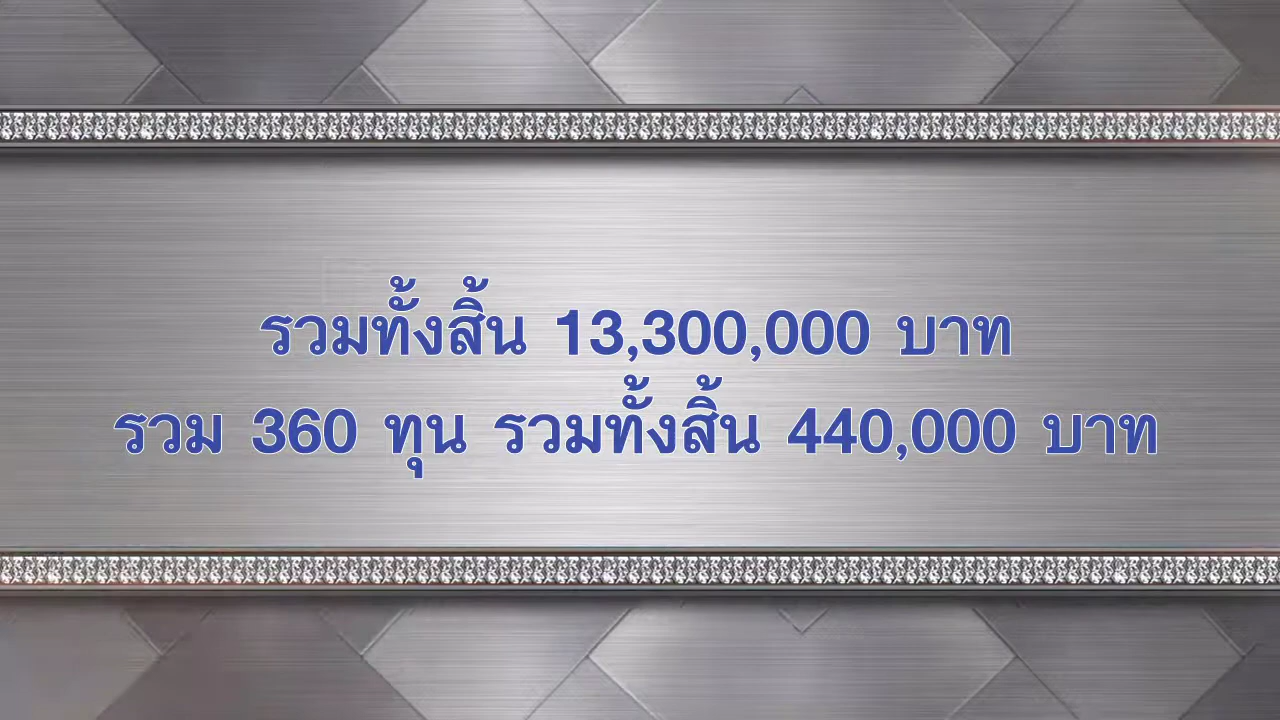 รวมทั้งสิ้น 13,300,000 บาท
รวม 360 ทุน รวมทั้งสิ้น 440,000 บาท